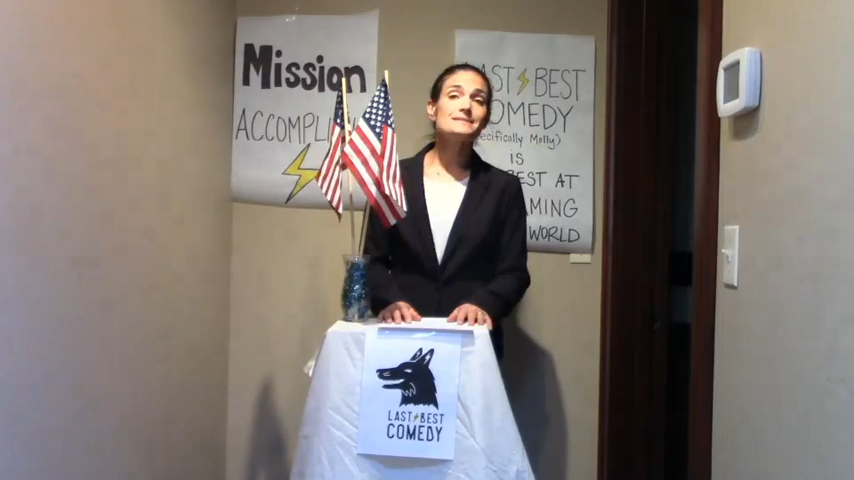 Mission
ACCOMPLI
LAST BEST
COMEDY
ecifically, Molly)
is
BEST AT
MING
WORLD
LAST BEST
COMEDY